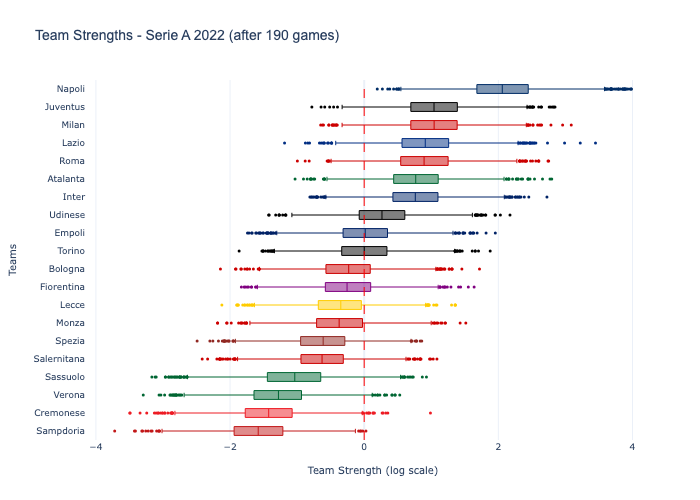 Team Strengths - Serie A 2022 (after 190 games)
Napoli
Juventus
Milan
Lazio
Roma
Atalanta
Inter
Udinese
Empoli
Torino
Bologna
Fiorentina
Lecce
Monza
Spezia
Salernitana
Sassuolo
Verona
Cremonese
Sampdoria
Teams
−4 −2 0 2 4
Team Strength (log scale)